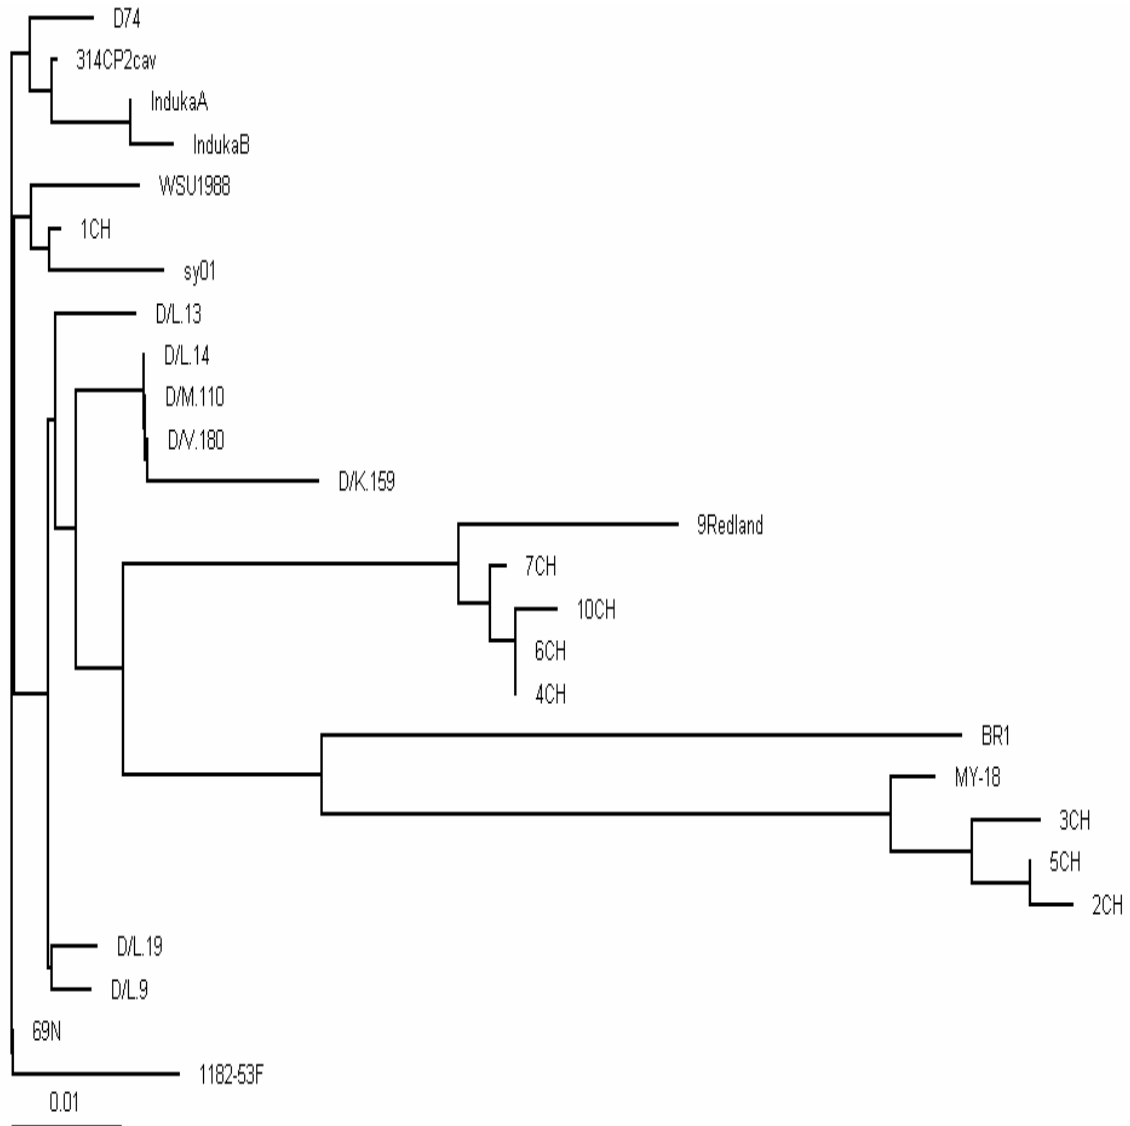 D74
314CP2cav
IndukaA
IndukaB
WSU1988
1CH
sy01
D/L.13
D/L.14
D/M.110
D/V.180
D/K.159
9Redland
7CH
10CH
6CH
4CH
BR1
MY-18
3CH
5CH
2CH
D/L.19
D/L.9
69N
1182-53F
0.01